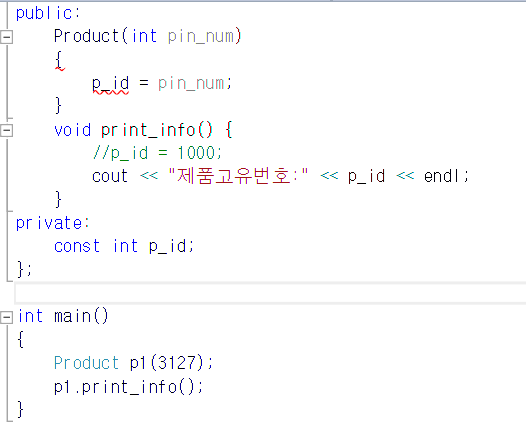 public:
    Product(int pin_num)
    {
        p_id = pin_num;
    }
    void print_info() {
        //p_id = 1000;
        cout << "제품고유번호:" << p_id << endl;
    }
private:
    const int p_id;
};
int main()
{
    Product p1(3127);
    p1.print_info();
}